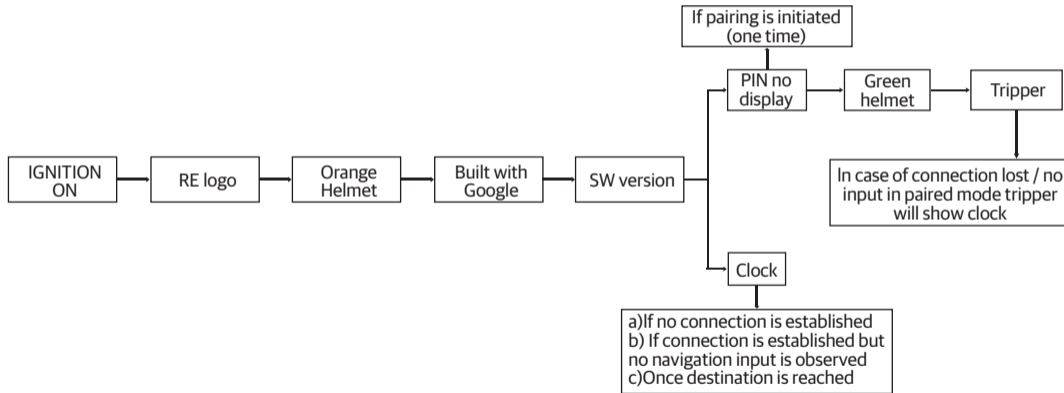 If pairing is initiated
(one time)
PIN no
display
Green
helmet
Tripper
IGNITION
ON
RE logo
Orange
Helmet
Built with
Google
SW version
In case of connection lost / no
input in paired mode tripper
will show clock
Clock
a)If no connection is established
b) If connection is established but
no navigation input is observed
c)Once destination is reached